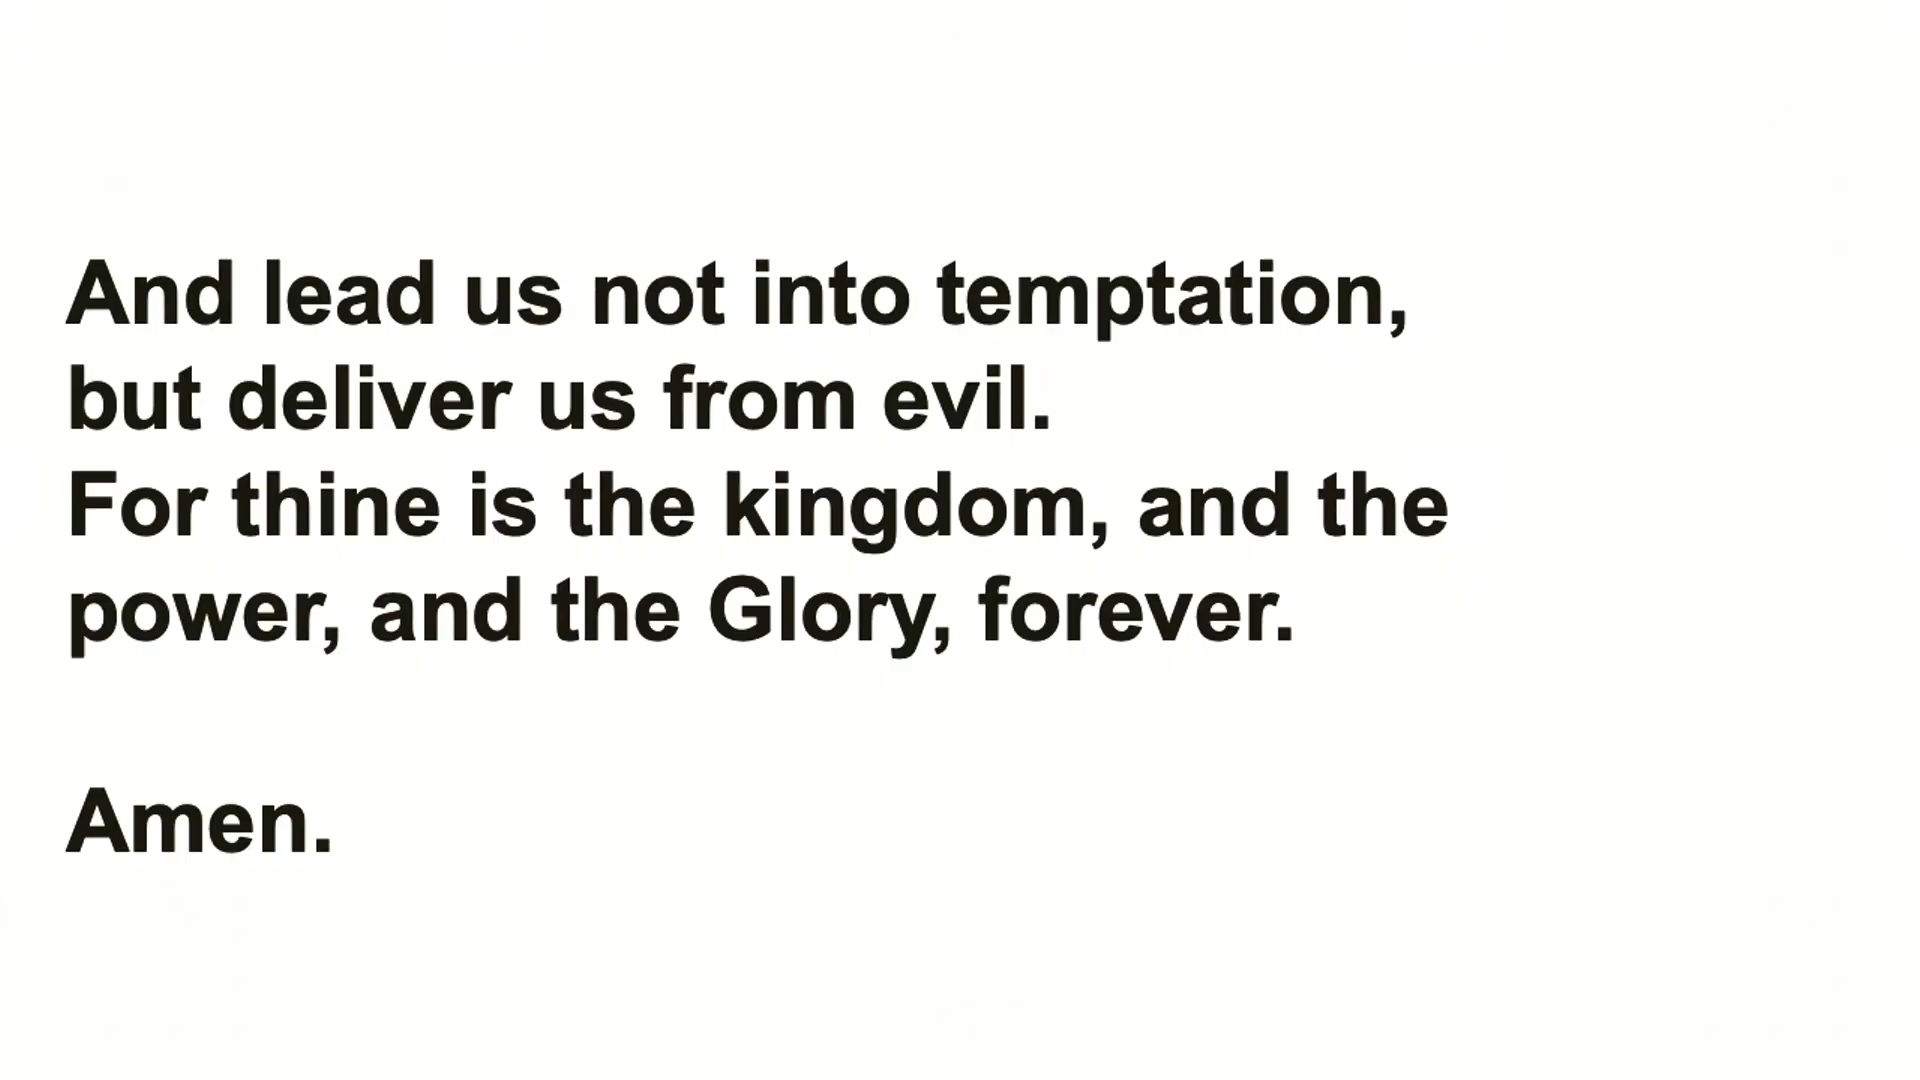 And lead us not into temptation,
but deliver us from evil.
For thine is the kingdom, and the
power, and the Glory, forever.
Amen.